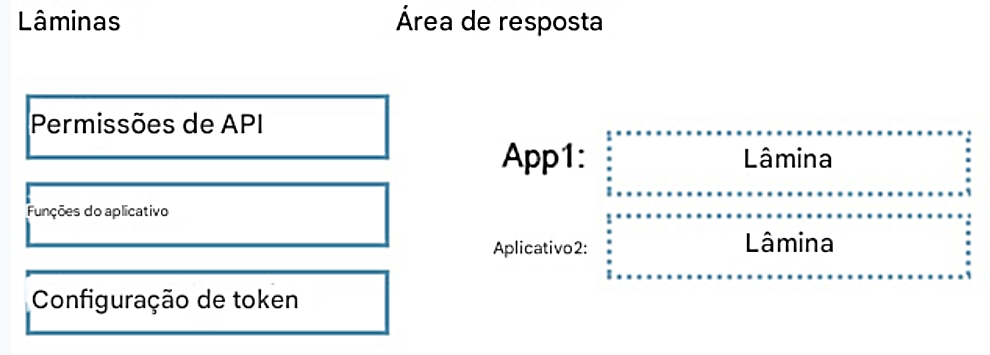 Lâminas
Área de resposta
Permissões de API
Funções do aplicativo
Configuração de token
App1:
Lâmina
Aplicativo2:
Lâmina